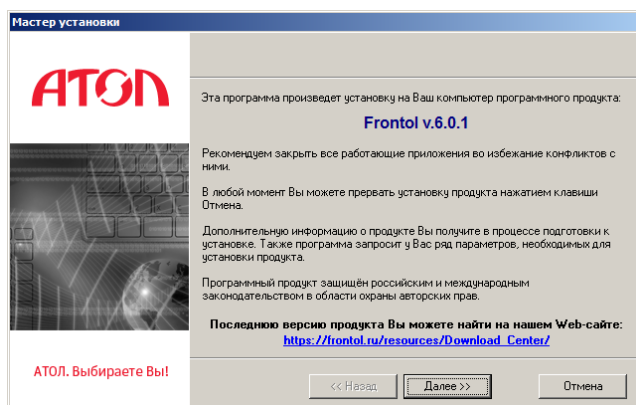 Мастер установки
АТОЛ
Эта программа произведет установку на Ваш компьютер программного продукта:
Frontol v.6.0.1
Рекомендуем закрыть все работающие приложения во избежание конфликтов с
ними.
В любой момент Вы можете прервать установку продукта нажатием клавиши
Отмена.
Дополнительную информацию о продукте Вы получите в процессе подготовки к
установке. Также программа запросит у Вас ряд параметров, необходимых для
установки продукта.
Программный продукт защищён российским и международным
законодательством в области охраны авторских прав.
Последнюю версию продукта Вы можете найти на нашем Web-сайте:
https://frontol.ru/resources/Download_Center/
АТОЛ. Выбираете Вы!
<< Назад Далее >> Отмена